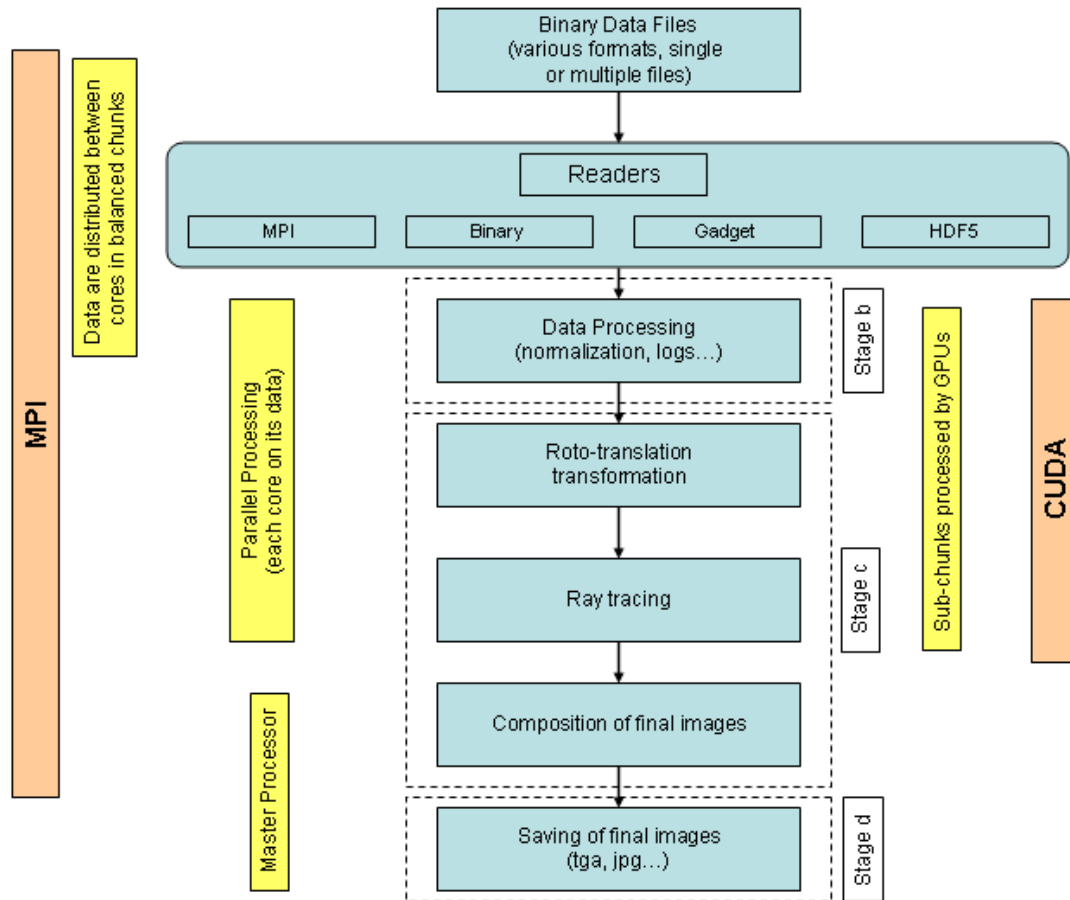 Binary Data Files
(various formats, single
or multiple files)
MPI
Data are distributed between
cores in balanced chunks
Readers
MPI
Binary
Gadget
HDF5
Parallel Processing
(each core on its data)
Data Processing
(normalization, logs...)
Stage b
Sub-chunks processed by GPUs
CUDA
Roto-translation
transformation
Ray tracing
Stage c
Composition of final images
Master Processor
Saving of final images
(tga, jpg...)
Stage d